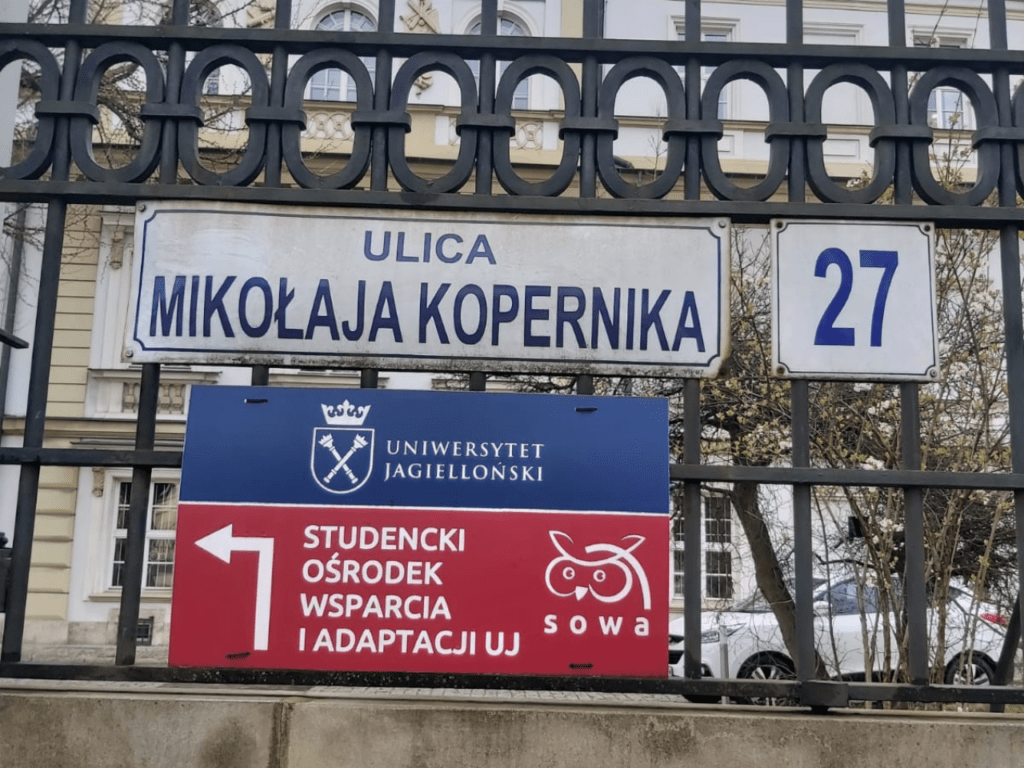 ULICA
MIKOŁAJA KOPERNIKA
27
UNIWERSYTET
JAGIELLOŃSKI
STUDENCKI
OŚRODEK
WSPARCIA
I ADAPTACJI UJ
sowa